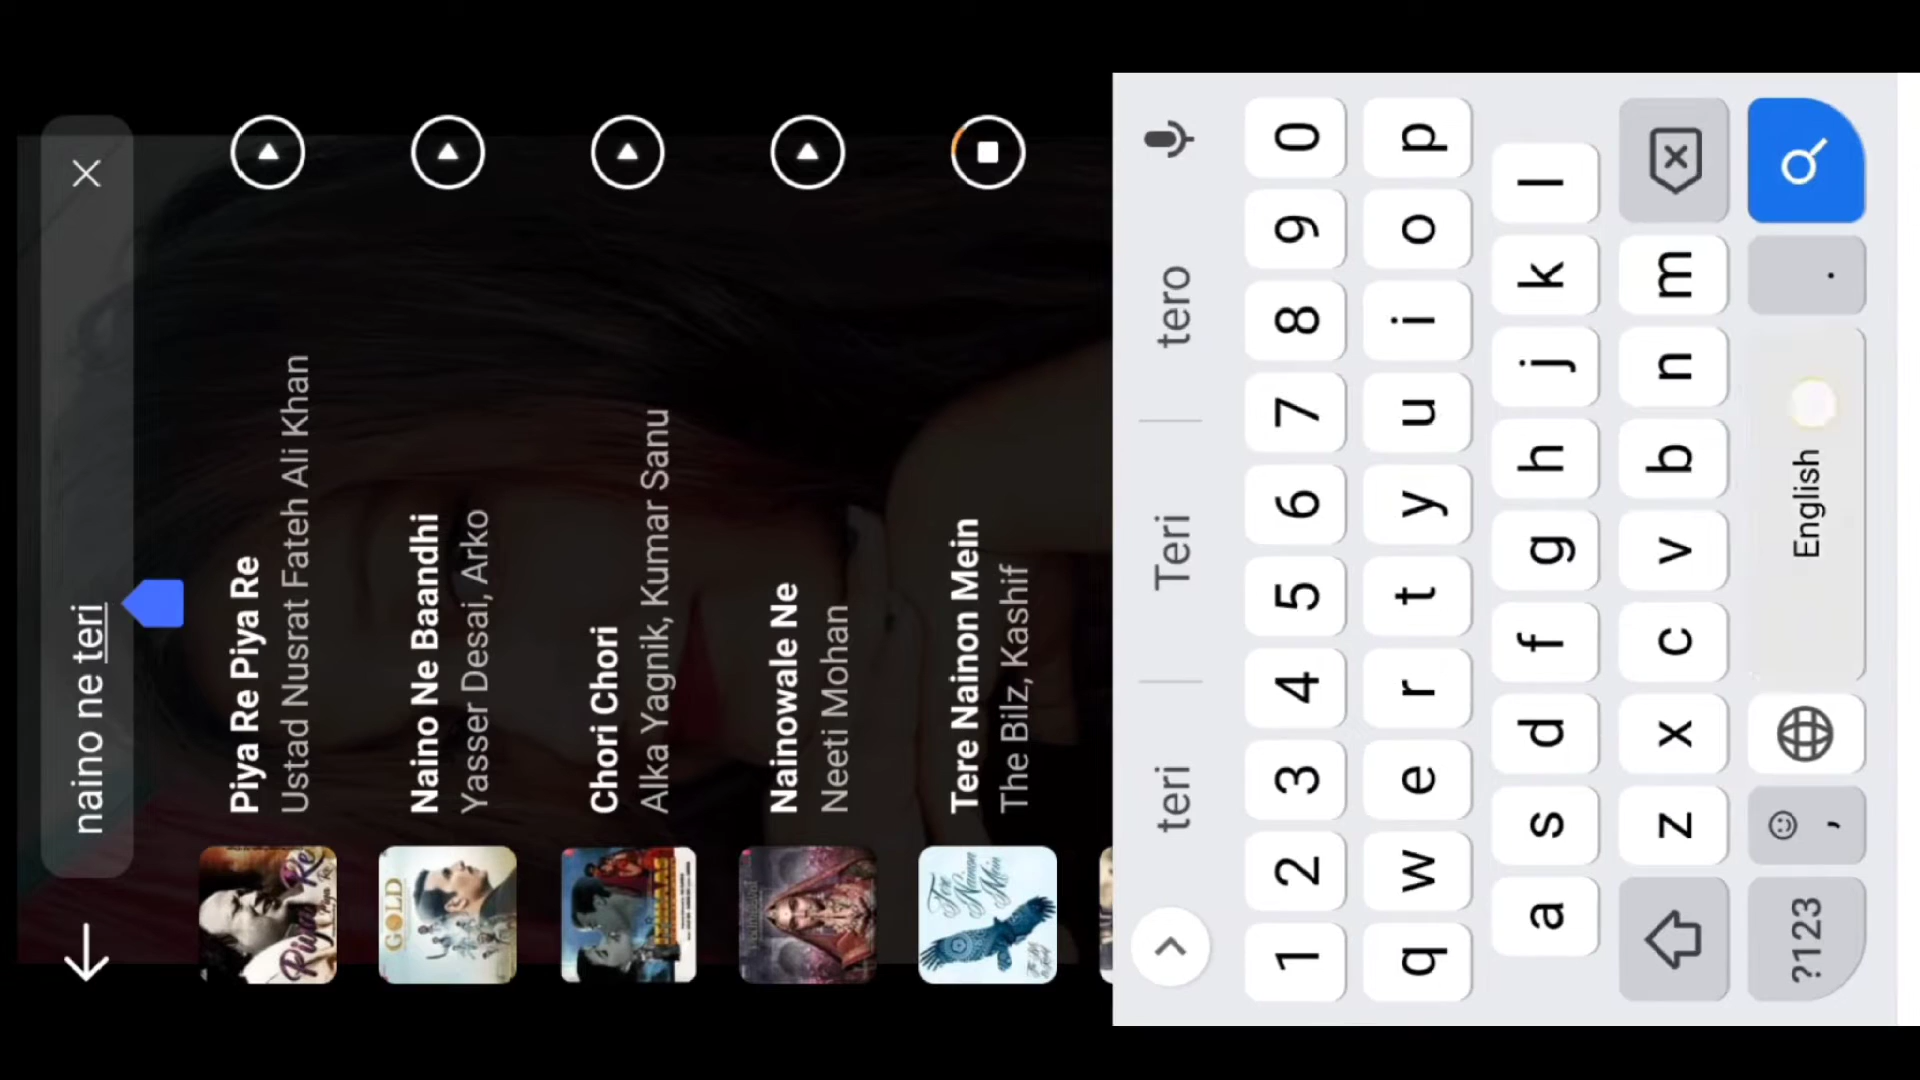 naino ne teri
Piya Re Piya Re
Ustad Nusrat Fateh Ali Khan
Naino Ne Baandhi
Yasser Desai, Arko
Chori Chori
Alka Yagnik, Kumar Sanu
Nainowale Ne
Neeti Mohan
Tere Nainon Mein
The Bilz, Kashif
GOLD
teri Teri tero
1 2 3 4 5 6 7 8 9 0
q w e r t y u i o p
a s d f g h j k l
z x c v b n m
?123 , English .